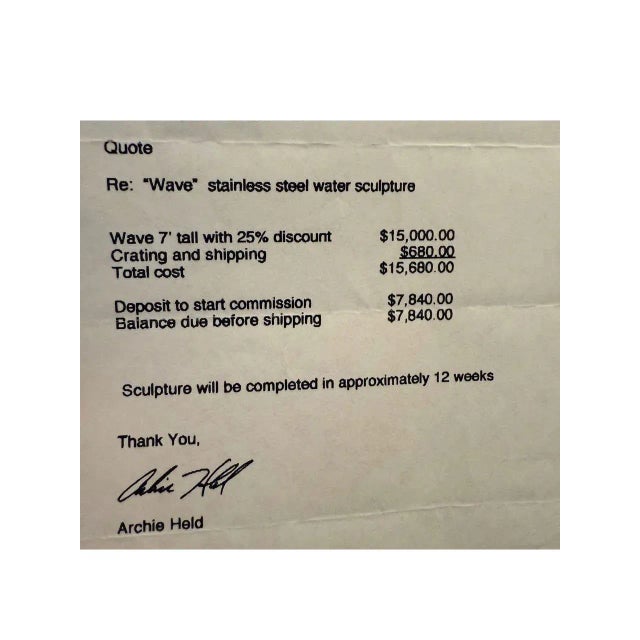 Quote
Re: "Wave" stainless steel water sculpture
Wave 7' tall with 25% discount $15,000.00
Crating and shipping $680.00
Total cost $15,680.00
Deposit to start commission $7,840.00
Balance due before shipping $7,840.00
Sculpture will be completed in approximately 12 weeks
Thank You,
Archie Held
Archie Held